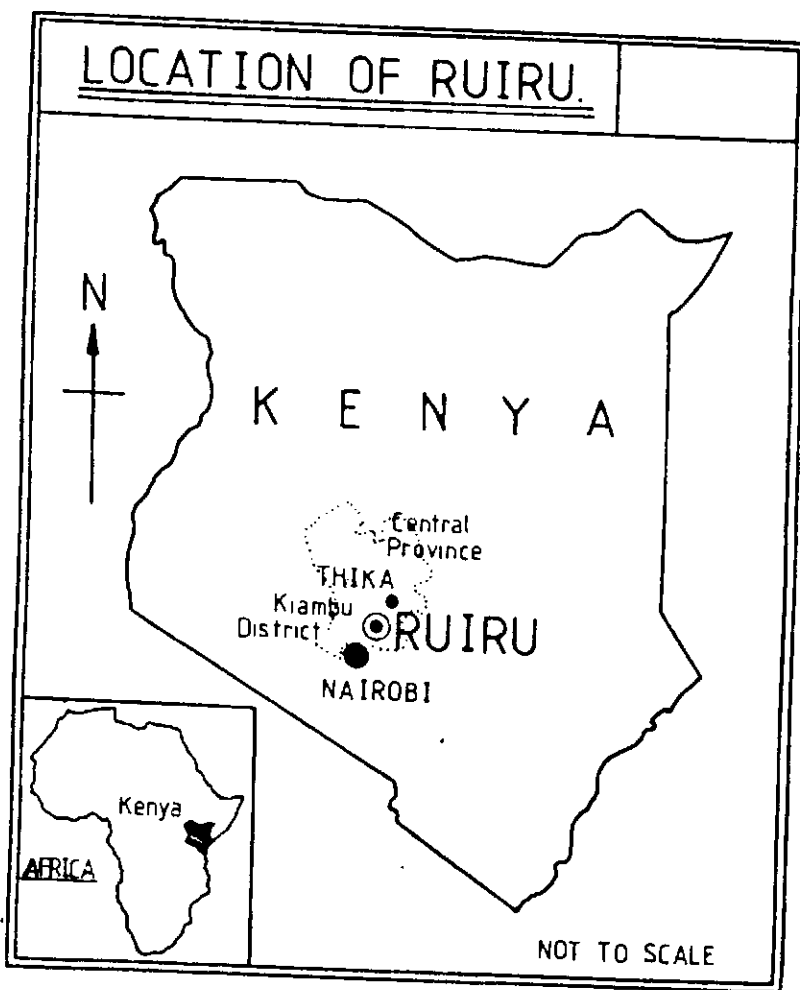 LOCATION OF RUIRU.
N
K E N Y A
Central
Province
THIKA
Kiambu
District
RUIRU
NAIROBI
Kenya
AFRICA
NOT TO SCALE